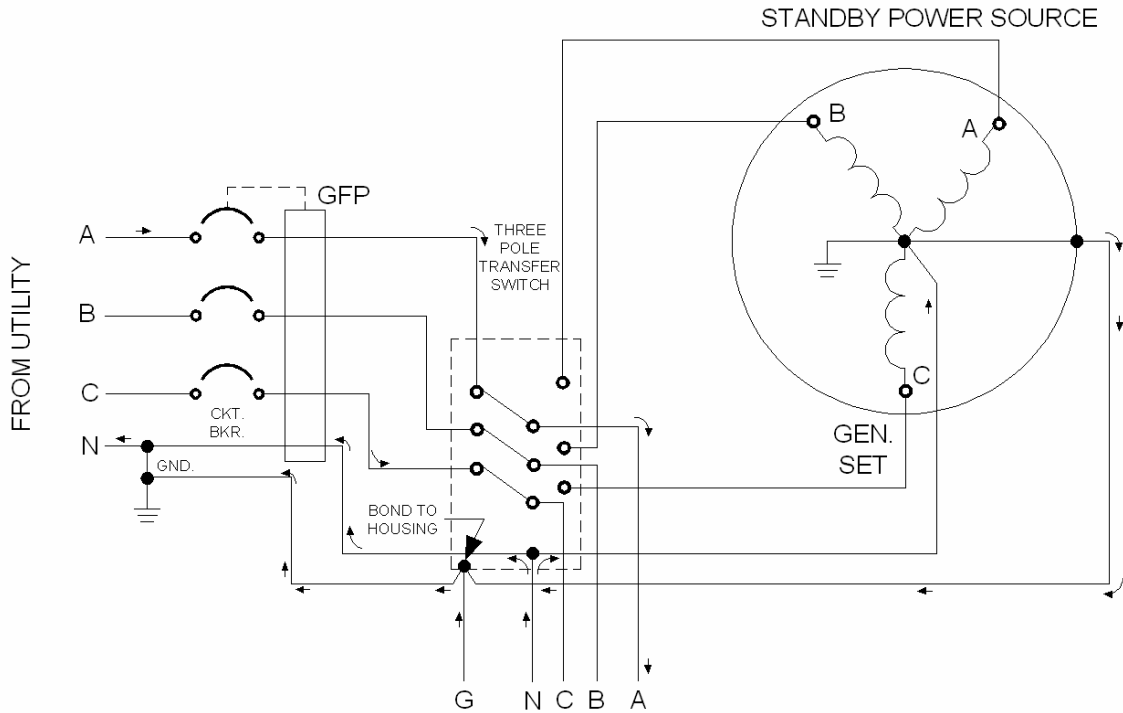 STANDBY POWER SOURCE
B
A
GFP
A
THREE
POLE
TRANSFER
SWITCH
FROM UTILITY
B
C
C
CKT.
BKR.
N
GND.
GEN.
SET
BOND TO
HOUSING
G N C B A